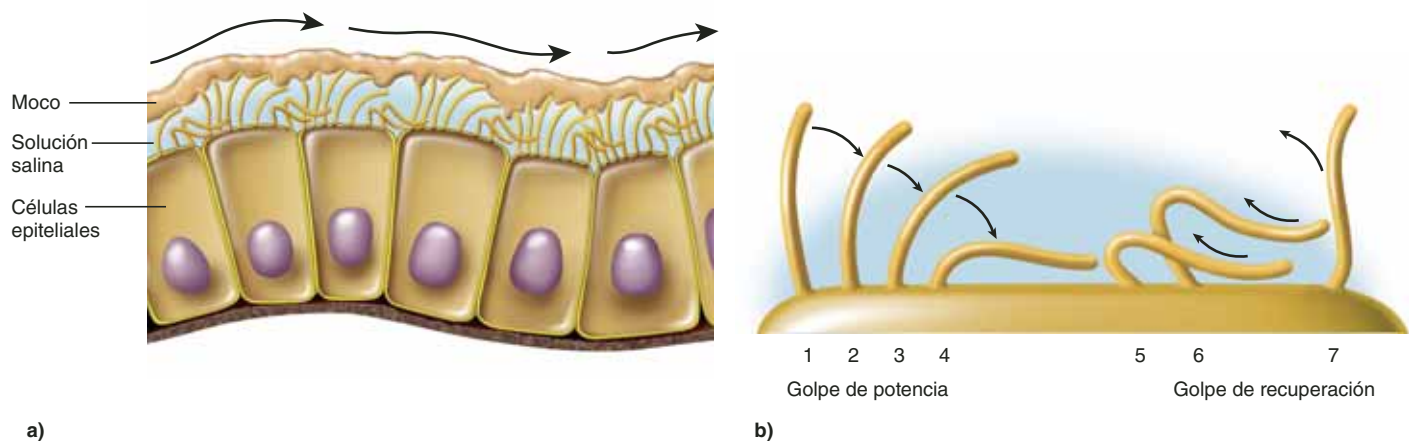 Moco
Solución
salina
Células
epiteliales
a)
1 2 3 4 5 6 7
Golpe de potencia Golpe de recuperación
b)